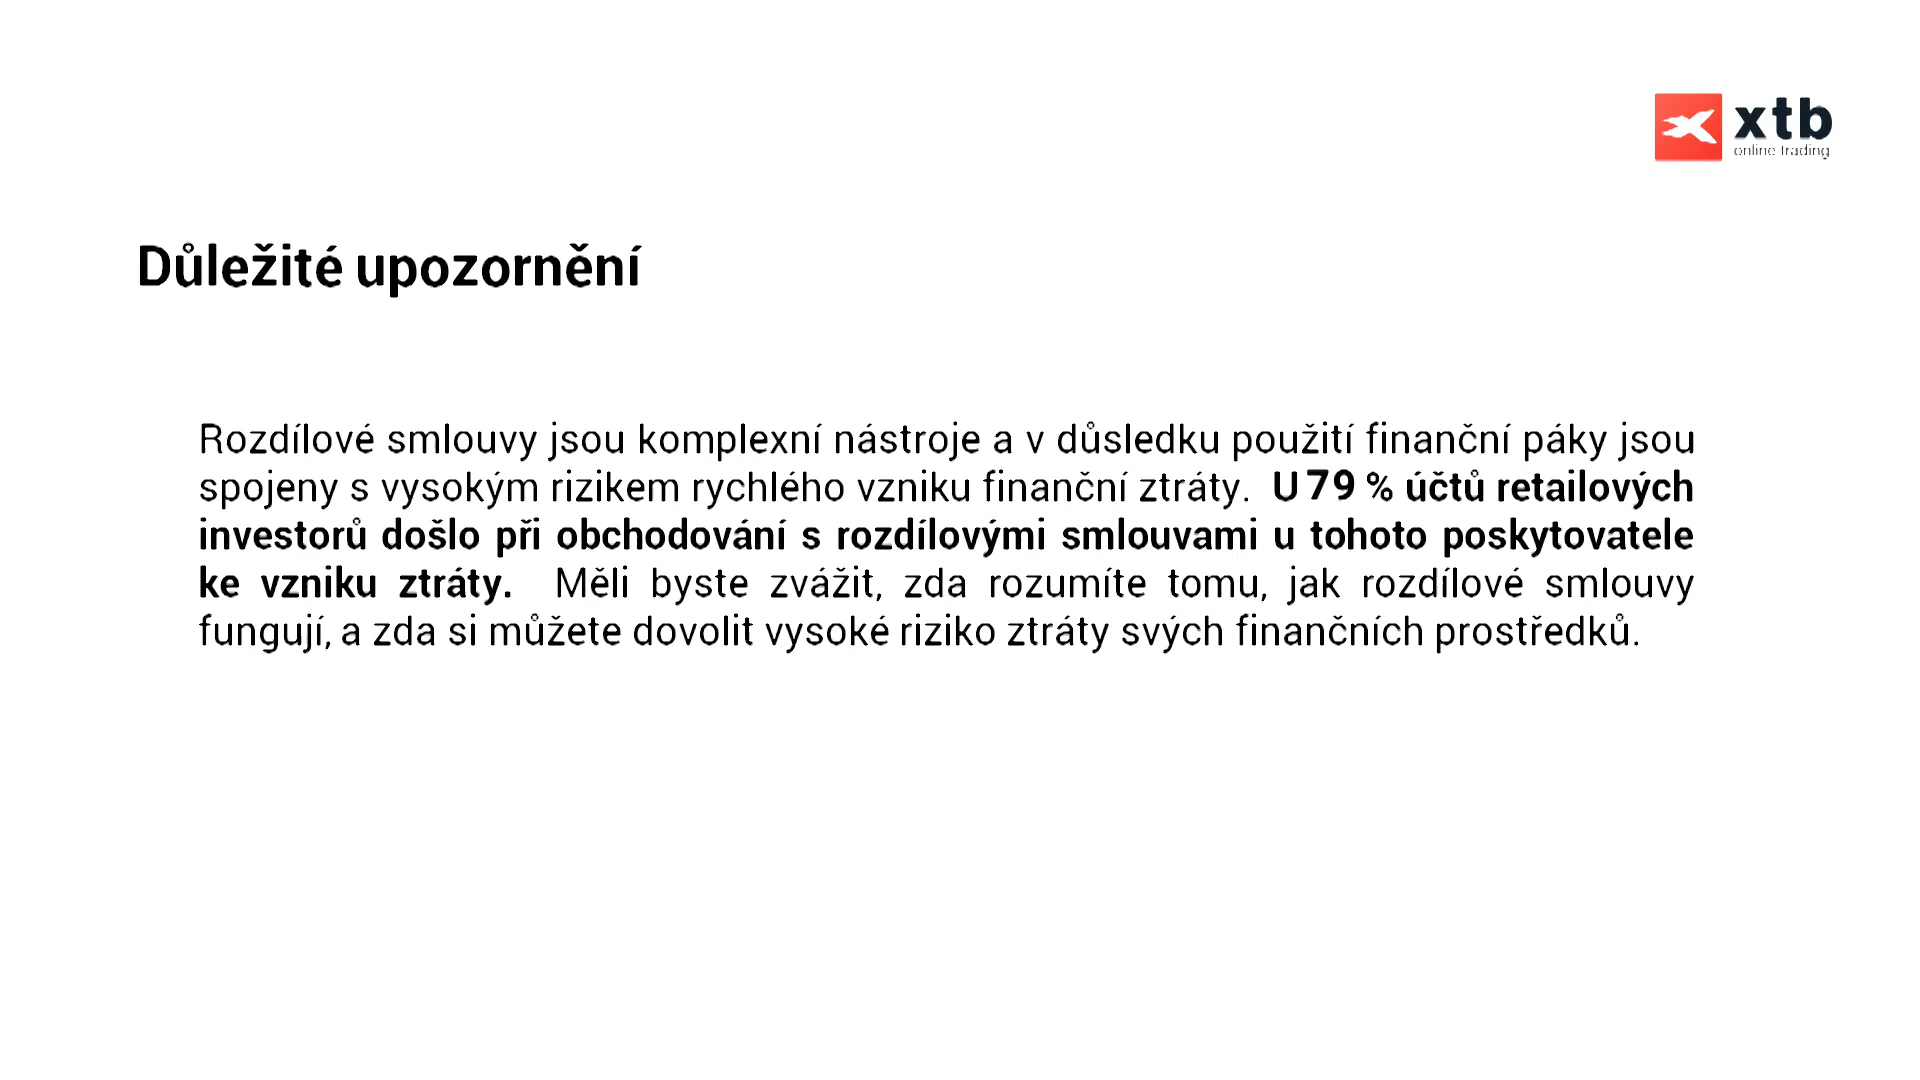 xtb
online trading
Důležité upozornění
Rozdílové smlouvy jsou komplexní nástroje a v důsledku použití finanční páky jsou
spojeny s vysokým rizikem rychlého vzniku finanční ztráty. U 79 % účtů retailových
investorů došlo při obchodování s rozdílovými smlouvami u tohoto poskytovatele
ke vzniku ztráty. Měli byste zvážit, zda rozumíte tomu, jak rozdílové smlouvy
fungují, a zda si můžete dovolit vysoké riziko ztráty svých finančních prostředků.